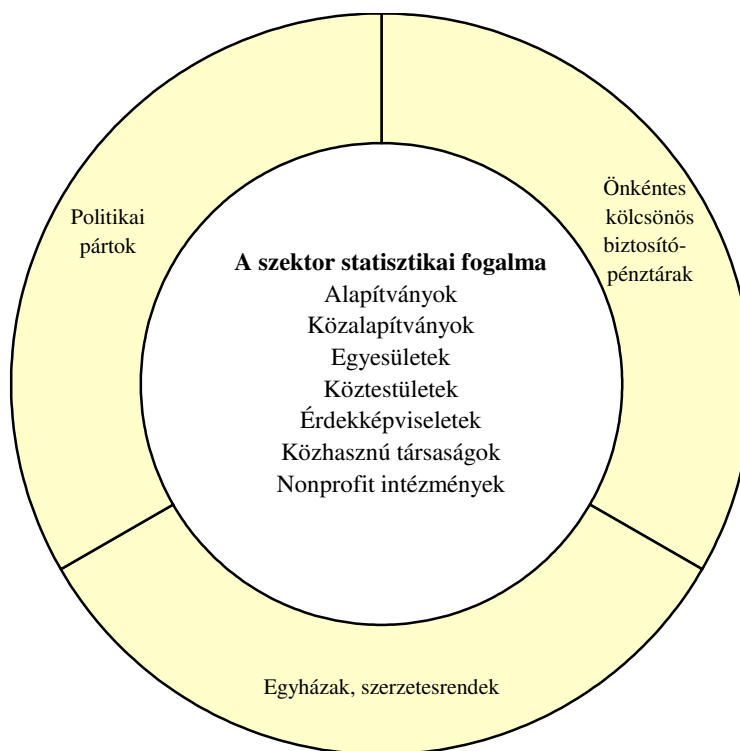 Politikai
pártok
Önkéntes
kölcsönös
biztosító-
pénztárak
A szektor statisztikai fogalma
Alapítványok
Közalapítványok
Egyesületek
Köztestületek
Érdekképviseletek
Közhasznú társaságok
Nonprofit intézmények
Egyházak, szerzetesrendek